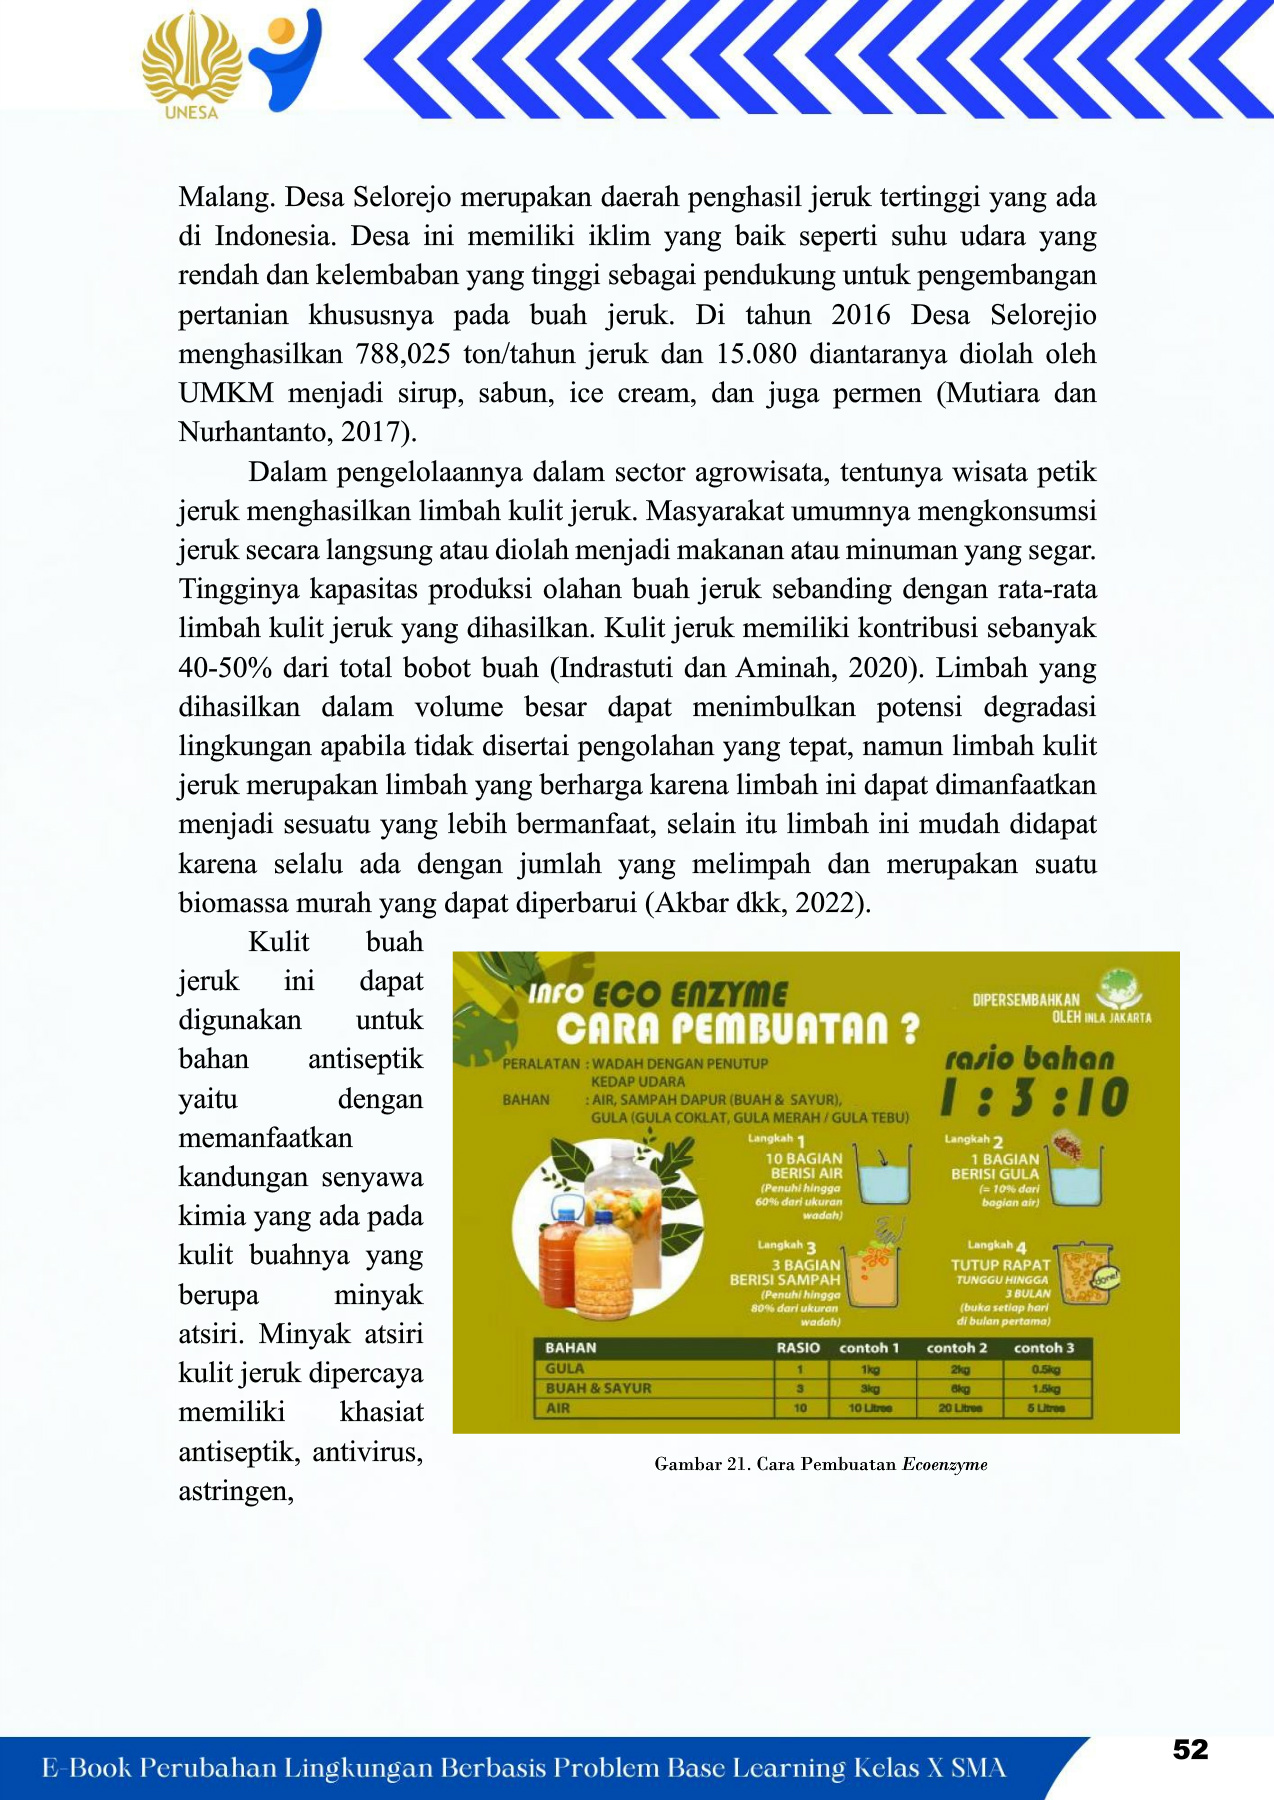 UNESA
Malang. Desa Selorejo merupakan daerah penghasil jeruk tertinggi yang ada
di Indonesia. Desa ini memiliki iklim yang baik seperti suhu udara yang
rendah dan kelembaban yang tinggi sebagai pendukung untuk pengembangan
pertanian khususnya pada buah jeruk. Di tahun 2016 Desa Selorejio
menghasilkan 788,025 ton/tahun jeruk dan 15.080 diantaranya diolah oleh
UMKM menjadi sirup, sabun, ice cream, dan juga permen (Mutiara dan
Nurhantanto, 2017).
Dalam pengelolaannya dalam sector agrowisata, tentunya wisata petik
jeruk menghasilkan limbah kulit jeruk. Masyarakat umumnya mengkonsumsi
jeruk secara langsung atau diolah menjadi makanan atau minuman yang segar.
Tingginya kapasitas produksi olahan buah jeruk sebanding dengan rata-rata
limbah kulit jeruk yang dihasilkan. Kulit jeruk memiliki kontribusi sebanyak
40-50% dari total bobot buah (Indrastuti dan Aminah, 2020). Limbah yang
dihasilkan dalam volume besar dapat menimbulkan potensi degradasi
lingkungan apabila tidak disertai pengolahan yang tepat, namun limbah kulit
jeruk merupakan limbah yang berharga karena limbah ini dapat dimanfaatkan
menjadi sesuatu yang lebih bermanfaat, selain itu limbah ini mudah didapat
karena selalu ada dengan jumlah yang melimpah dan merupakan suatu
biomassa murah yang dapat diperbarui (Akbar dkk, 2022).
Kulit buah
jeruk ini dapat
digunakan untuk
bahan antiseptik
yaitu dengan
memanfaatkan
kandungan senyawa
kimia yang ada pada
kulit buahnya yang
berupa minyak
atsiri. Minyak atsiri
kulit jeruk dipercaya
memiliki khasiat
antiseptik, antivirus,
astringen,
INFO ECO ENZYME
CARA PEMBUATAN ?
DIPERSEMBAHKAN
OLEH INLA JAKARTA
PERALATAN : WADAH DENGAN PENUTUP
KEDAP UDARA
BAHAN : AIR, SAMPAH DAPUR (BUAH & SAYUR),
GULA (GULA COKLAT, GULA MERAH / GULA TEBU)
rasio bahan
1 : 3 : 10
Langkah 1
10 BAGIAN
BERISI AIR
(Penuhi hingga
60% dari ukuran
wadah)
Langkah 2
1 BAGIAN
BERISI GULA
(= 10% dari
bagian air)
Langkah 3
3 BAGIAN
BERISI SAMPAH
(Penuhi hingga
80% dari ukuran
wadah)
Langkah 4
TUTUP RAPAT
TUNGGU HINGGA
3 BULAN
(buka setiap hari
di bulan pertama)
done!
BAHAN RASIO contoh 1 contoh 2 contoh 3
GULA 1 1kg 2kg 0.5kg
BUAH & SAYUR 3 3kg 6kg 1.5kg
AIR 10 10 Litres 20 Litres 5 Litres
Gambar 21. Cara Pembuatan Ecoenzyme
E-Book Perubahan Lingkungan Berbasis Problem Base Learning Kelas X SMA
52